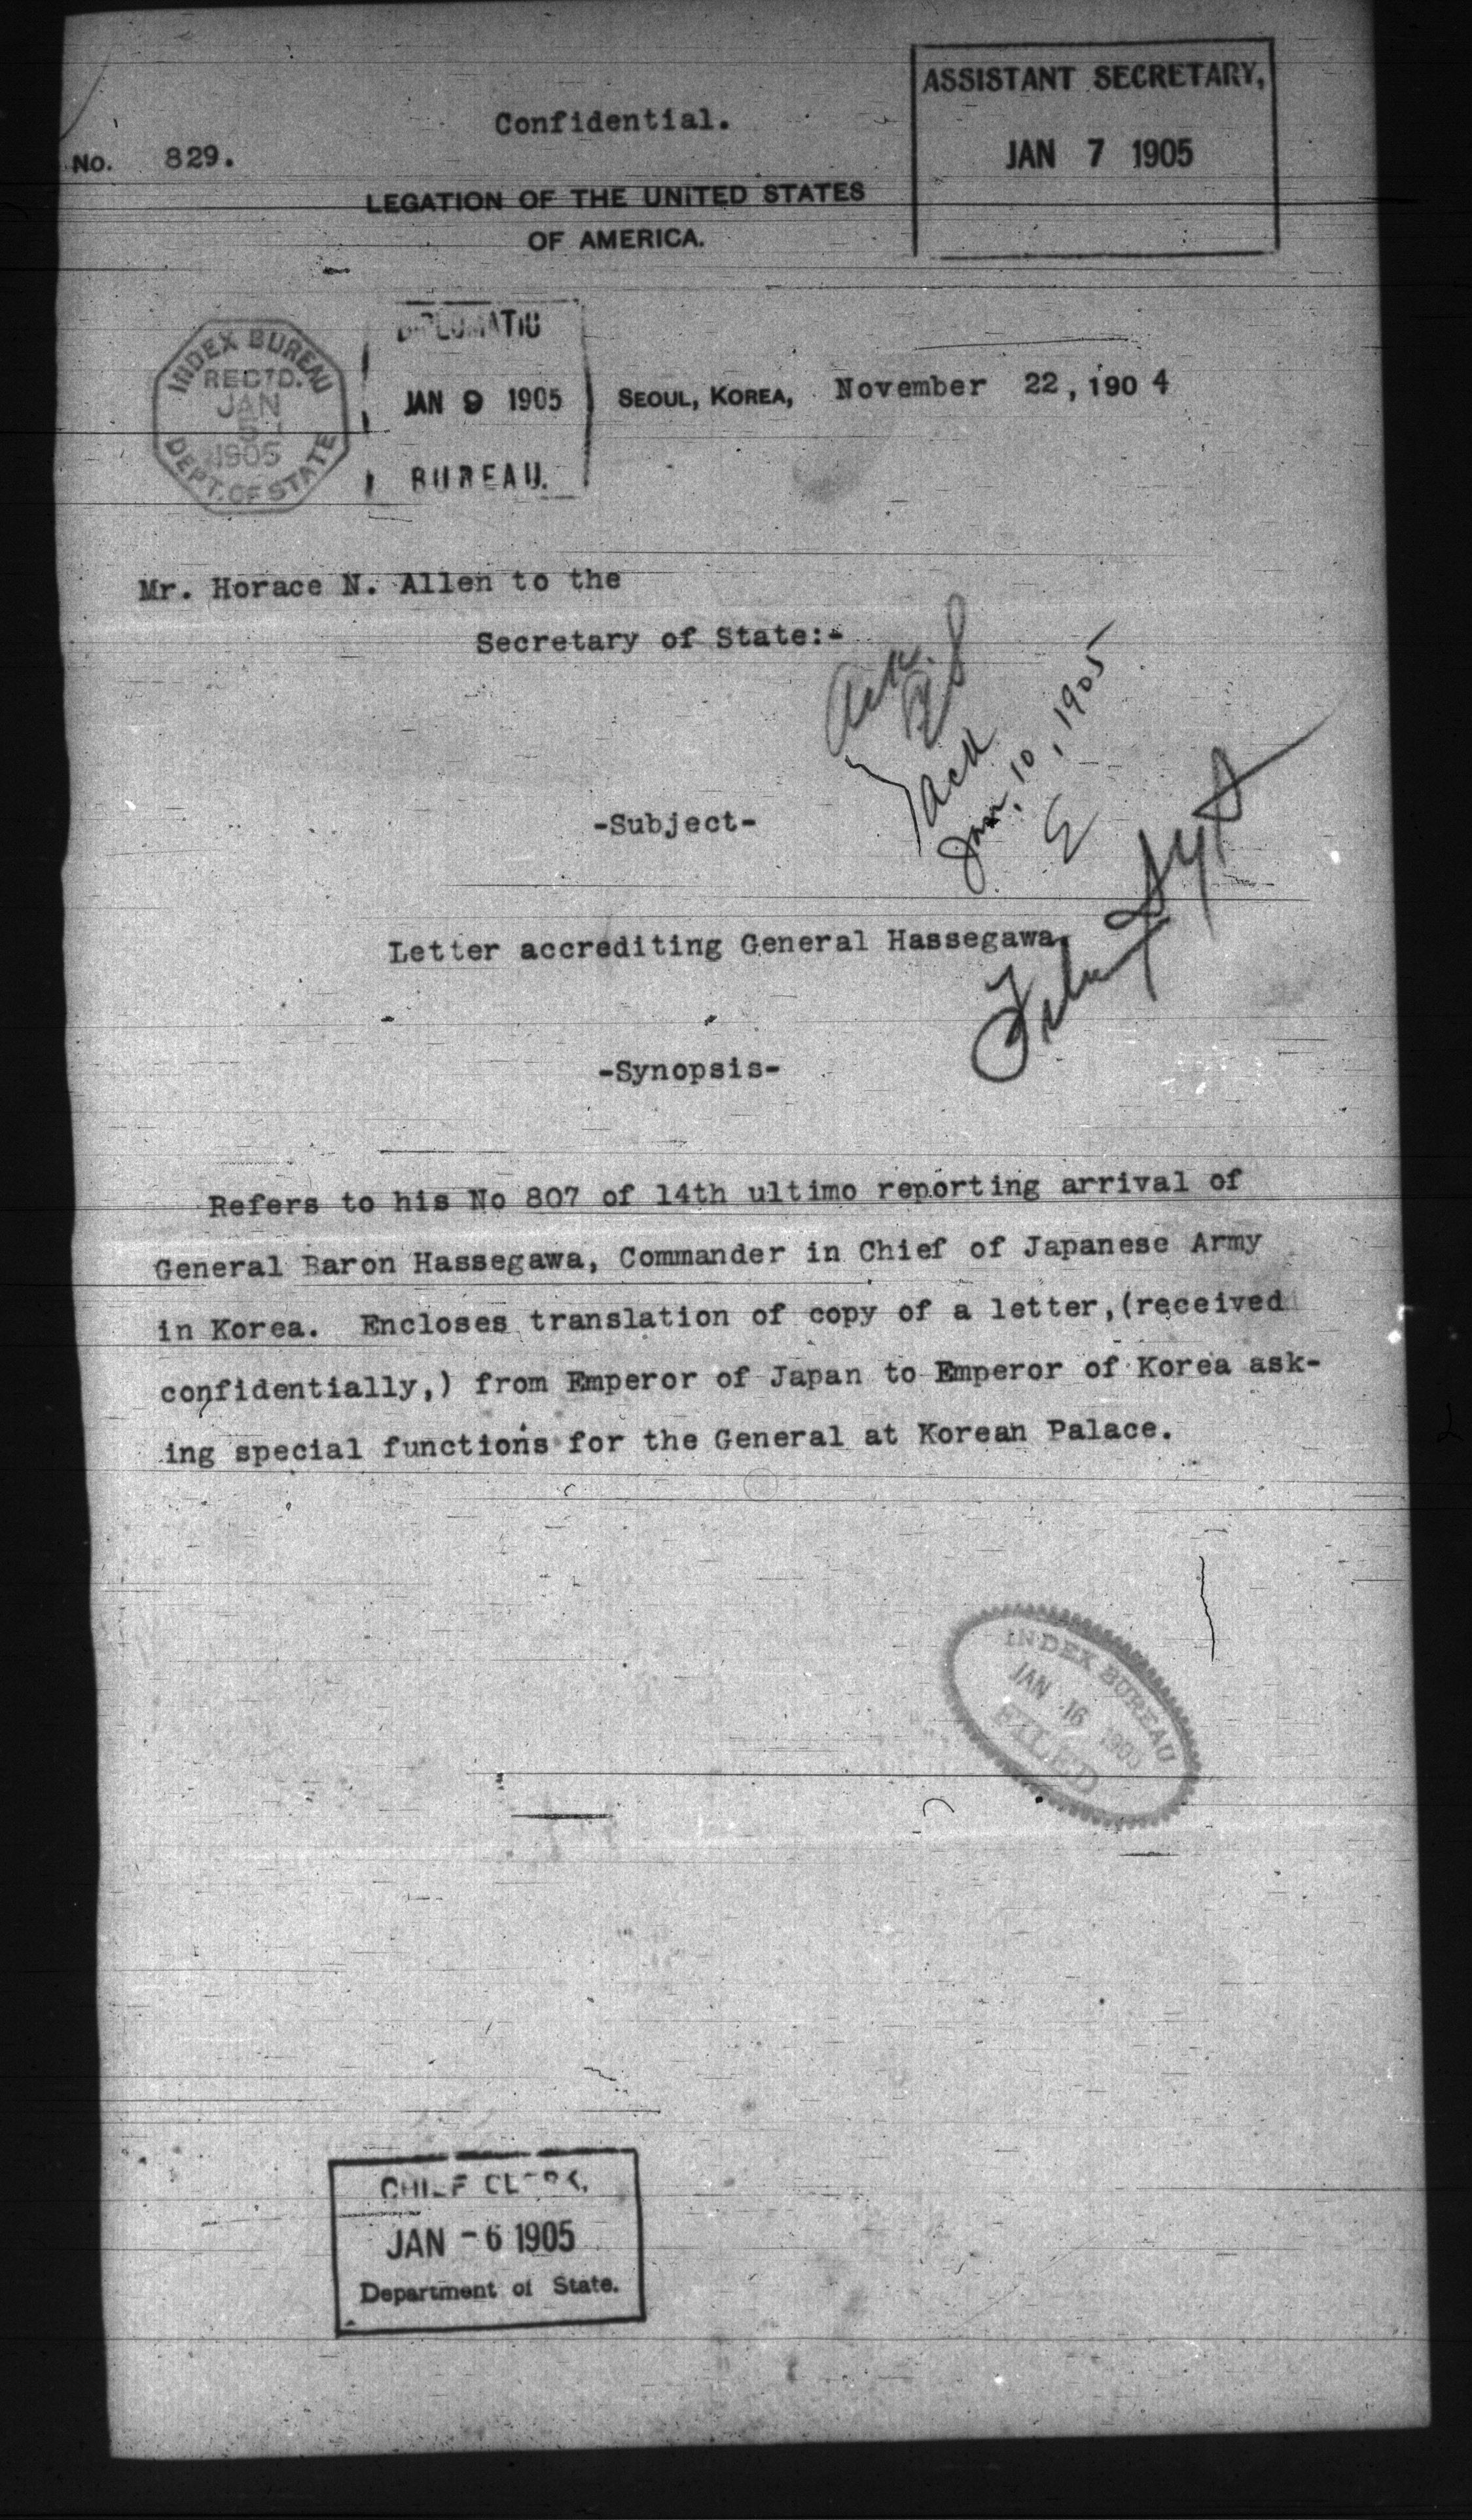 Confidential.
ASSISTANT SECRETARY,
JAN 7 1905
No. 829.
LEGATION OF THE UNITED STATES
OF AMERICA.
INDEX BUREAU
REC'D.
JAN
1905
DEPT. OF STATE
DIPLOMATIC
JAN 9 1905
BUREAU.
SEOUL, KOREA, November 22, 1904
Mr. Horace N. Allen to the
Secretary of State:-
Ack.
Ack
Jan. 10, 1905
E
-Subject-
Letter accrediting General Hassegawa.
-Synopsis-
Refers to his No 807 of 14th ultimo reporting arrival of
General Baron Hassegawa, Commander in Chief of Japanese Army
in Korea. Encloses translation of copy of a letter,(received
confidentially,) from Emperor of Japan to Emperor of Korea ask-
ing special functions for the General at Korean Palace.
INDEX BUREAU
JAN 16
FILED
CHIEF CLERK,
JAN -6 1905
Department of State.